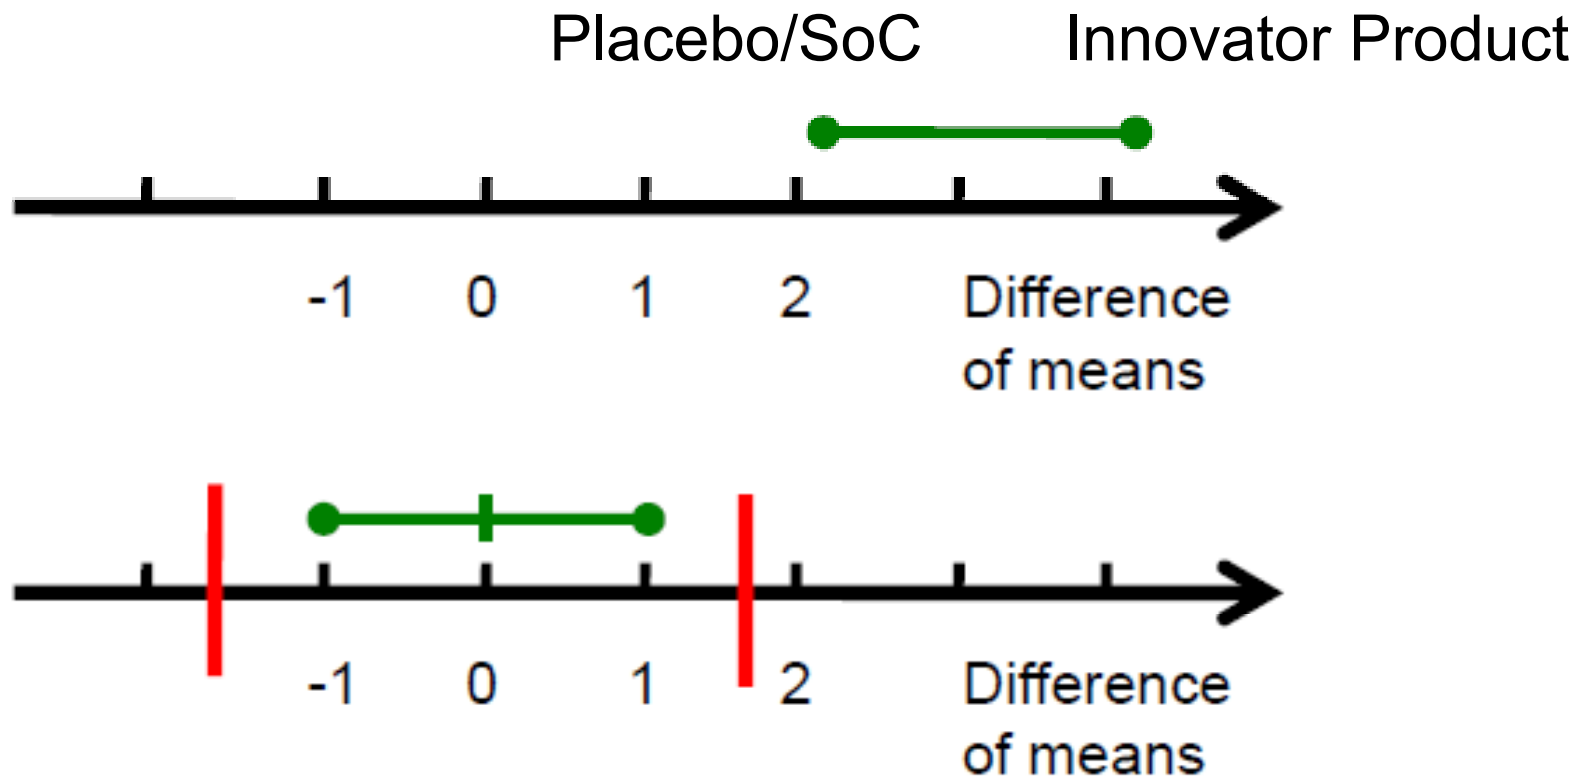 Placebo/SoC Innovator Product
-1 0 1 2 Difference
of means
-1 0 1 2 Difference
of means